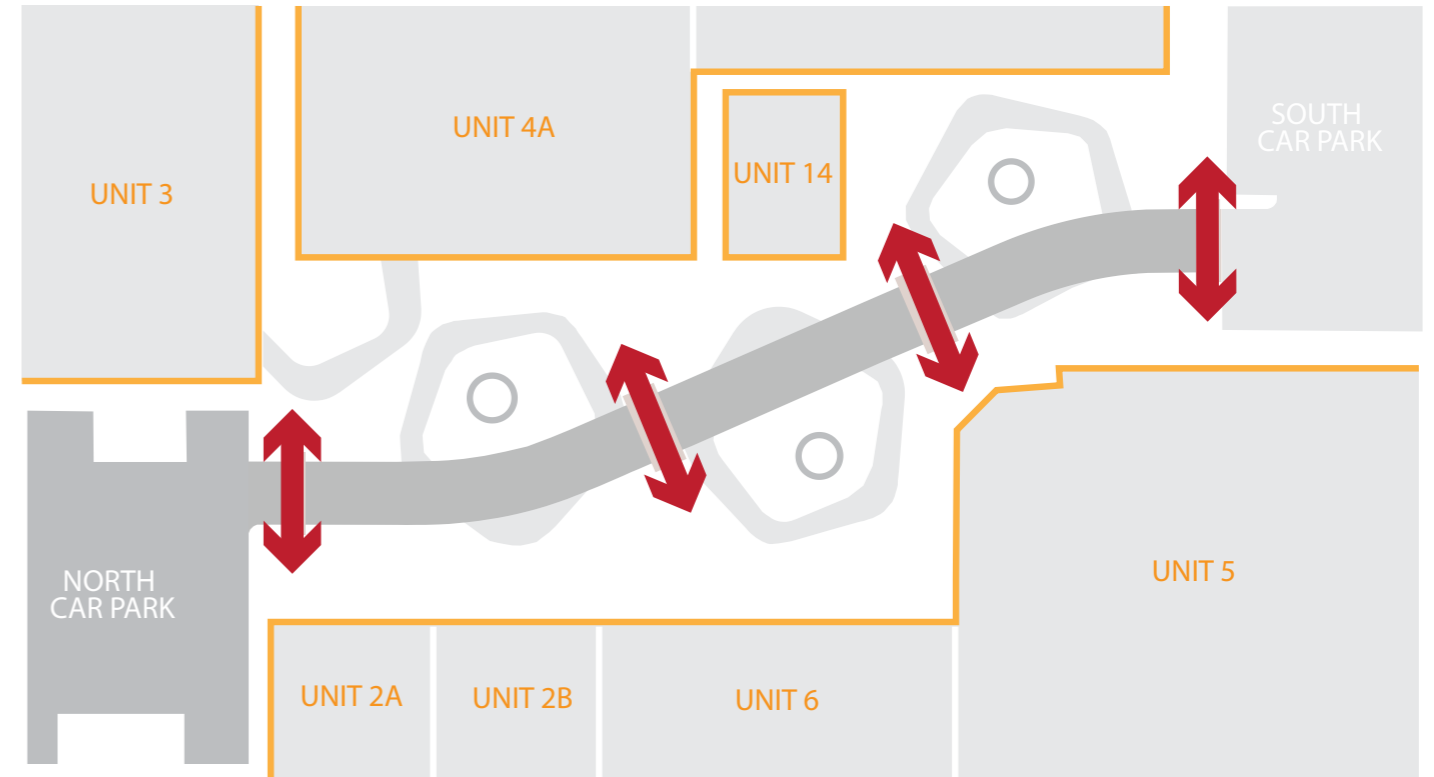 UNIT 3
UNIT 4A
UNIT 14
SOUTH
CAR PARK
NORTH
CAR PARK
UNIT 5
UNIT 2A
UNIT 2B
UNIT 6